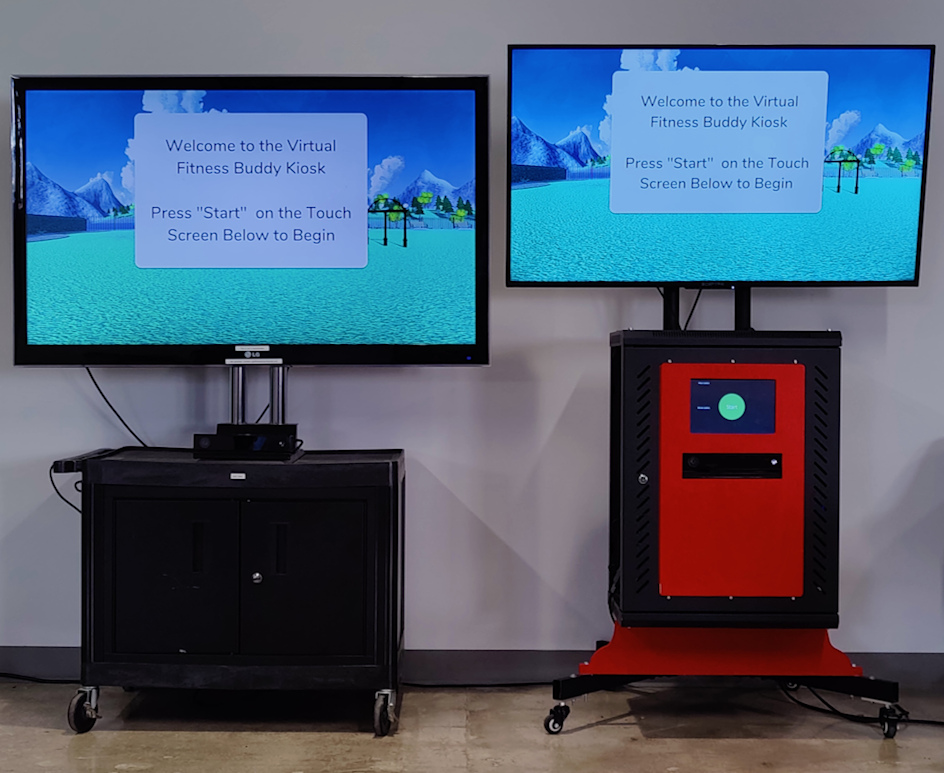 Welcome to the Virtual
Fitness Buddy Kiosk
Press "Start" on the Touch
Screen Below to Begin
LG
Welcome to the Virtual
Fitness Buddy Kiosk
Press "Start" on the Touch
Screen Below to Begin
Start